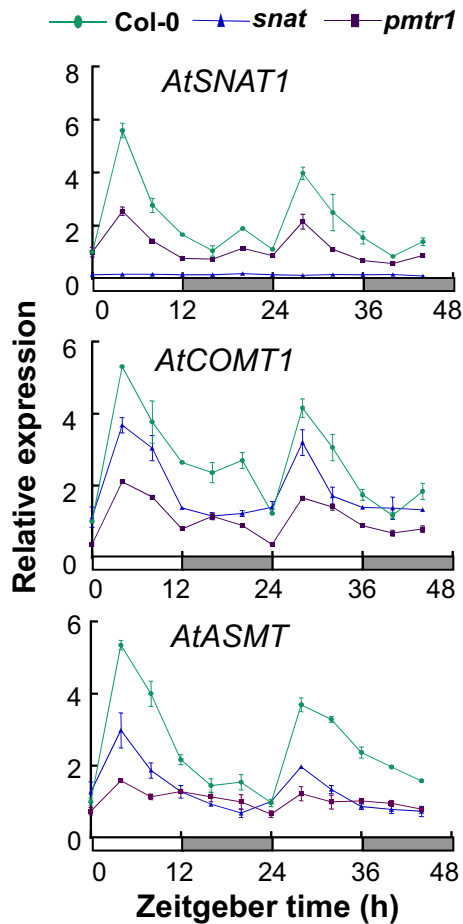 Col-0 snat pmtr1
AtSNAT1
8
6
4
2
0
0 12 24 36 48
AtCOMT1
6
4
2
0
0 12 24 36 48
AtASMT
6
4
2
0
0 12 24 36 48
Relative expression
Zeitgeber time (h)